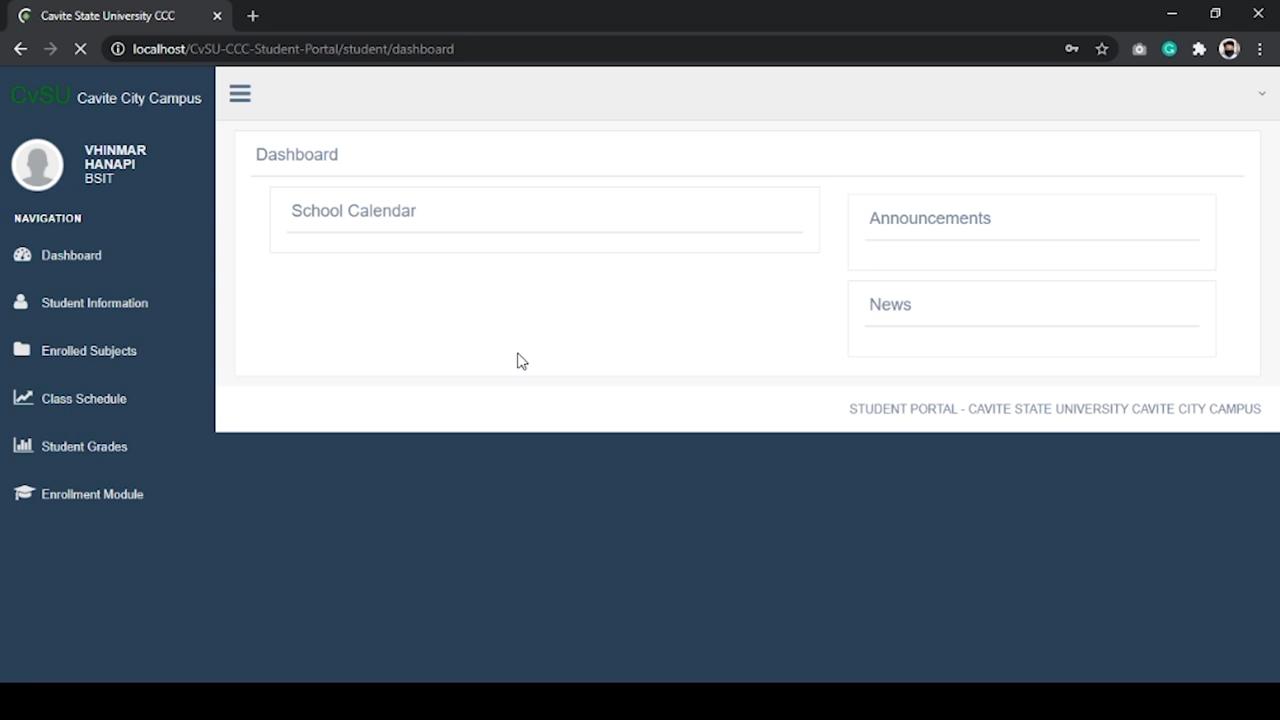 Cavite State University CCC
localhost/CvSU-CCC-Student-Portal/student/dashboard
CvSU Cavite City Campus
VHINMAR
HANAPI
BSIT
NAVIGATION
Dashboard
Student Information
Enrolled Subjects
Class Schedule
Student Grades
Enrollment Module
Dashboard
School Calendar
Announcements
News
STUDENT PORTAL - CAVITE STATE UNIVERSITY CAVITE CITY CAMPUS